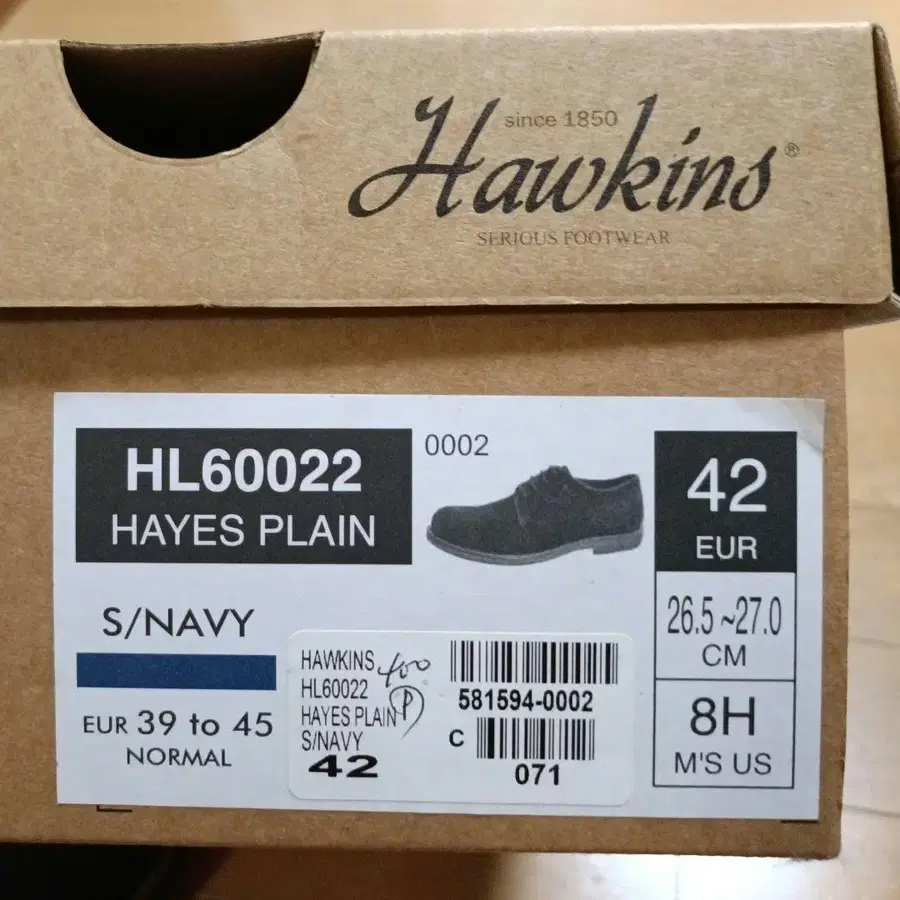 since 1850
Hawkins®
SERIOUS FOOTWEAR
HL60022
HAYES PLAIN
0002
42
EUR
26.5~27.0
CM
8H
M'S US
S/NAVY
EUR 39 to 45
NORMAL
HAWKINS
HL60022
HAYES PLAIN
S/NAVY
42
400
P
581594-0002
C
071